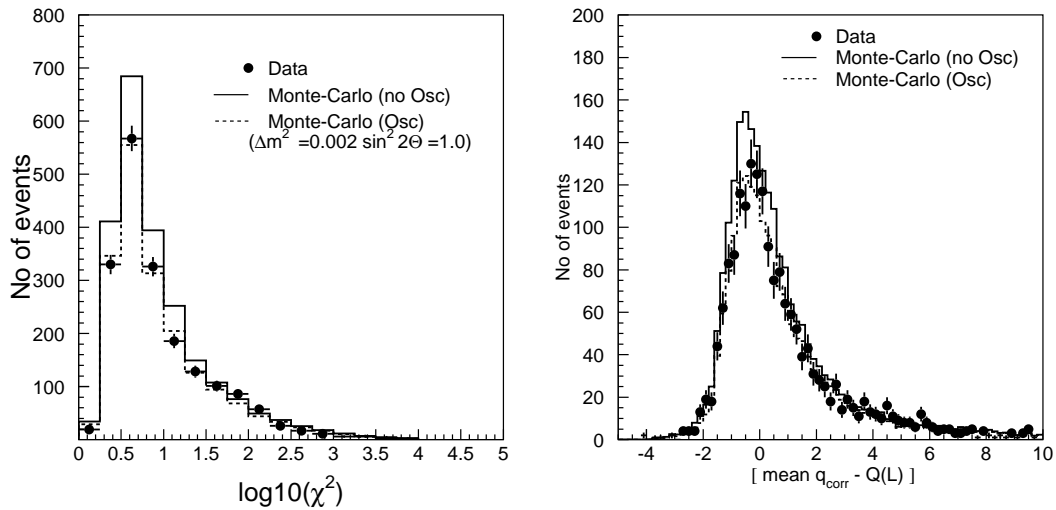 800
700
600
500
400
300
200
100
No of events
Data
Monte-Carlo (no Osc)
Monte-Carlo (Osc)
(Δm² =0.002 sin² 2Θ =1.0)
0 0.5 1 1.5 2 2.5 3 3.5 4 4.5 5
log10(χ²)
200
180
160
140
120
100
80
60
40
20
0
No of events
Data
Monte-Carlo (no Osc)
Monte-Carlo (Osc)
-4 -2 0 2 4 6 8 10
[ mean q_corr - Q(L) ]